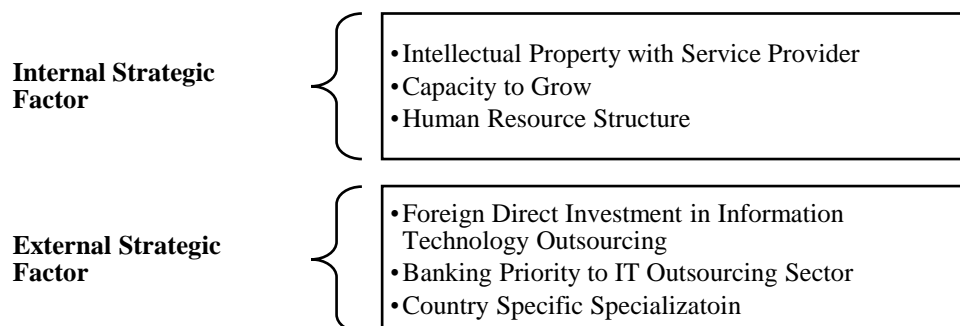 Internal Strategic
Factor
•Intellectual Property with Service Provider
•Capacity to Grow
•Human Resource Structure
External Strategic
Factor
•Foreign Direct Investment in Information
Technology Outsourcing
•Banking Priority to IT Outsourcing Sector
•Country Specific Specializatoin